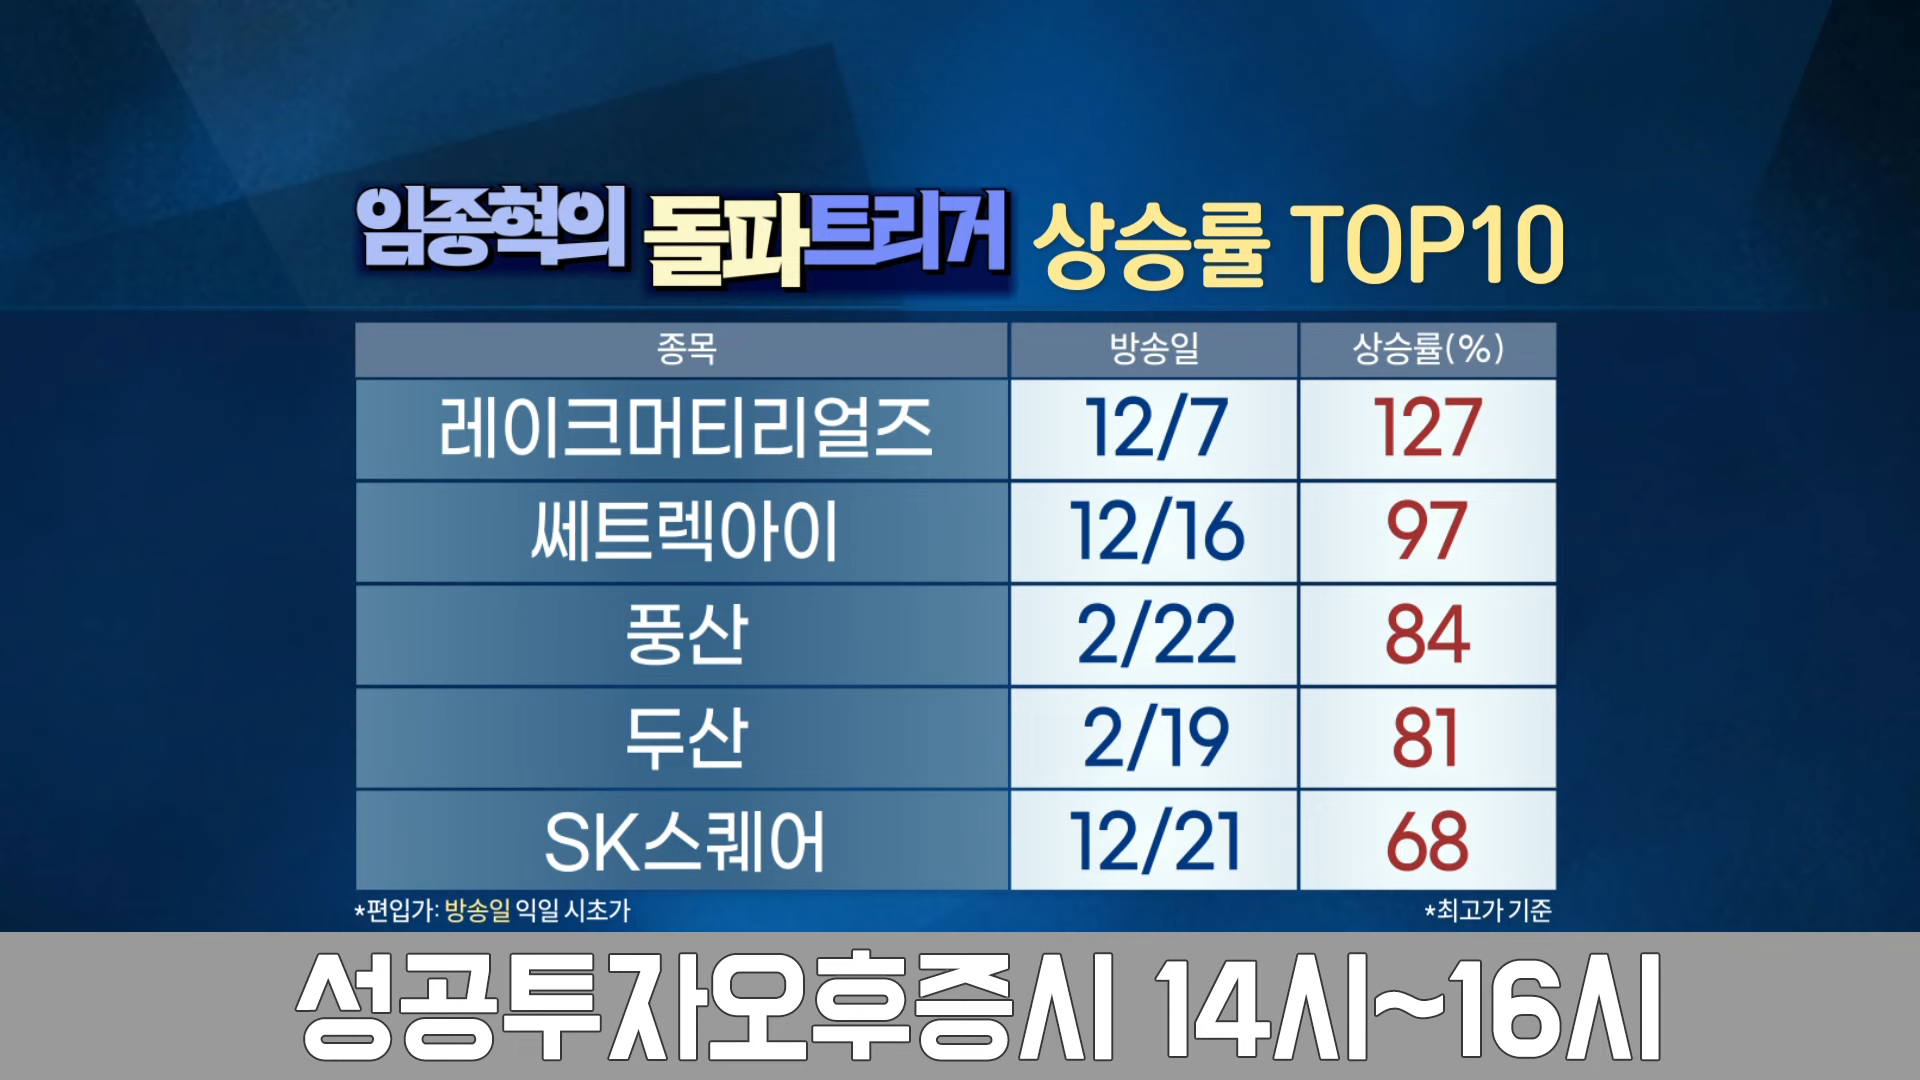 임종혁의 돌파트리거 상승률 TOP10
종목 방송일 상승률(%)
레이크머티리얼즈 12/7 127
쎄트렉아이 12/16 97
풍산 2/22 84
두산 2/19 81
SK스퀘어 12/21 68
*편입가: 방송일 익일 시초가 *최고가 기준
성공투자오후증시 14시~16시